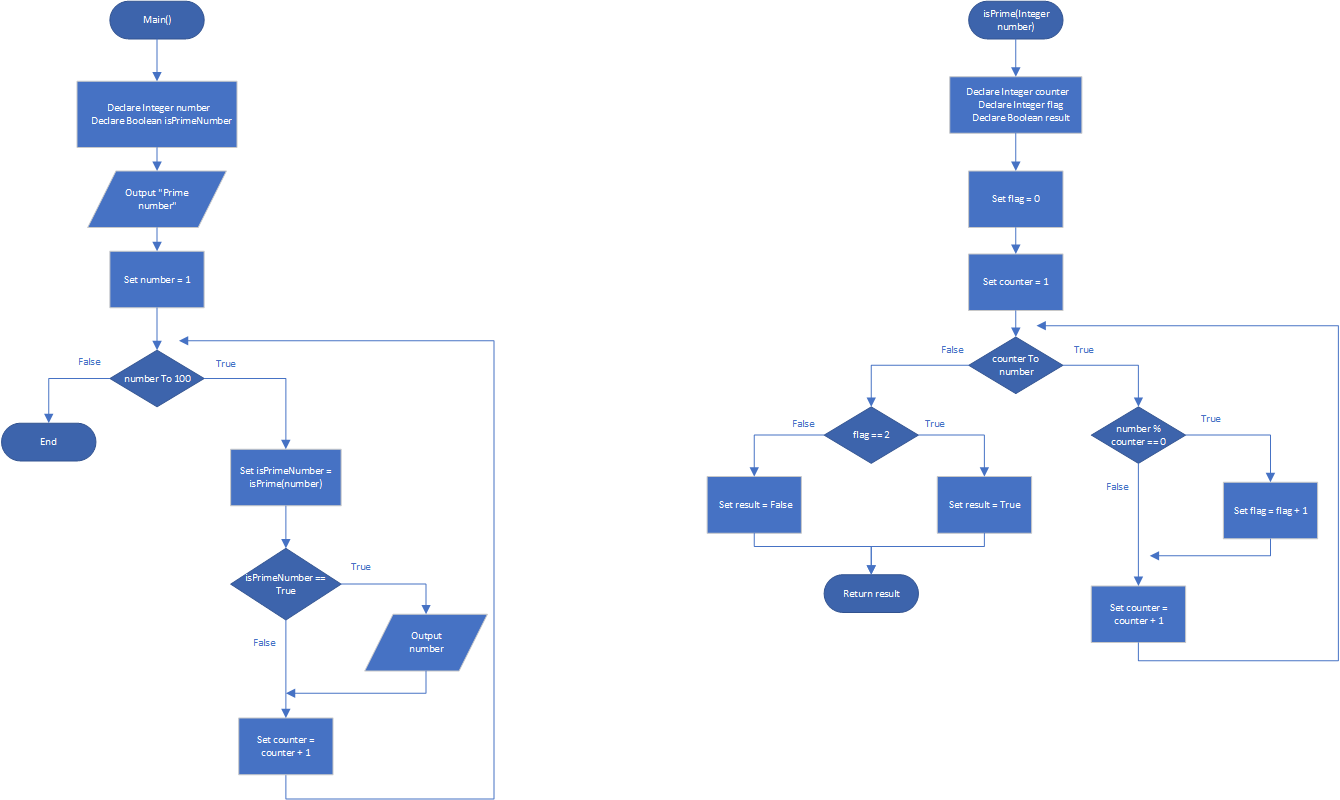 Main()
Declare Integer number
Declare Boolean isPrimeNumber
Output "Prime
number"
Set number = 1
False
True
number To 100
End
Set isPrimeNumber =
isPrime(number)
isPrimeNumber ==
True
True
False
Output
number
Set counter =
counter + 1
isPrime(Integer
number)
Declare Integer counter
Declare Integer flag
Declare Boolean result
Set flag = 0
Set counter = 1
False
True
counter To
number
False
True
flag == 2
Set result = False
Set result = True
Return result
number %
counter == 0
True
False
Set flag = flag + 1
Set counter =
counter + 1